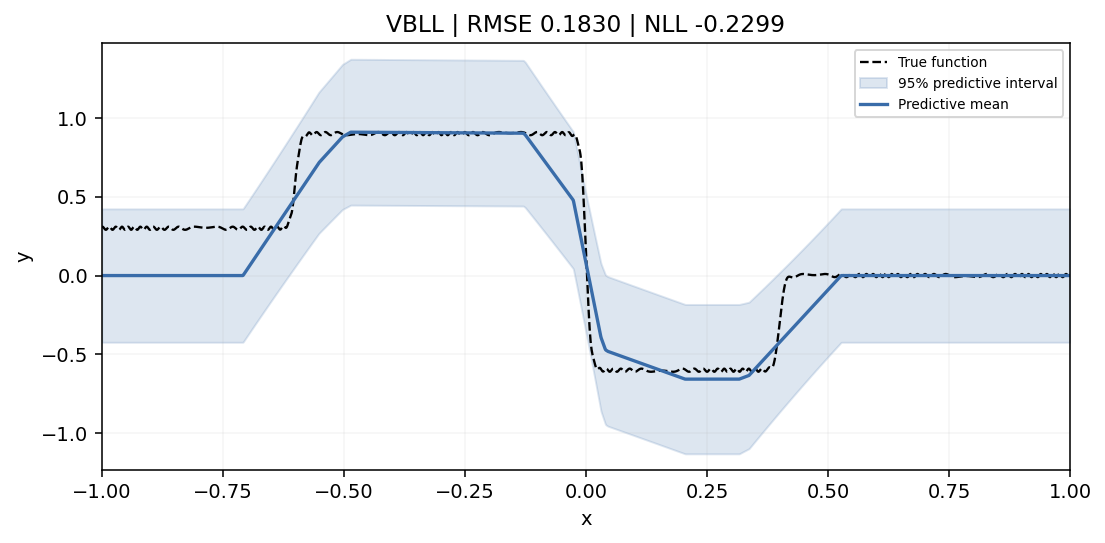 VBLL | RMSE 0.1830 | NLL -0.2299
True function
95% predictive interval
Predictive mean
y
1.0
0.5
0.0
−0.5
−1.0
−1.00 −0.75 −0.50 −0.25 0.00 0.25 0.50 0.75 1.00
x